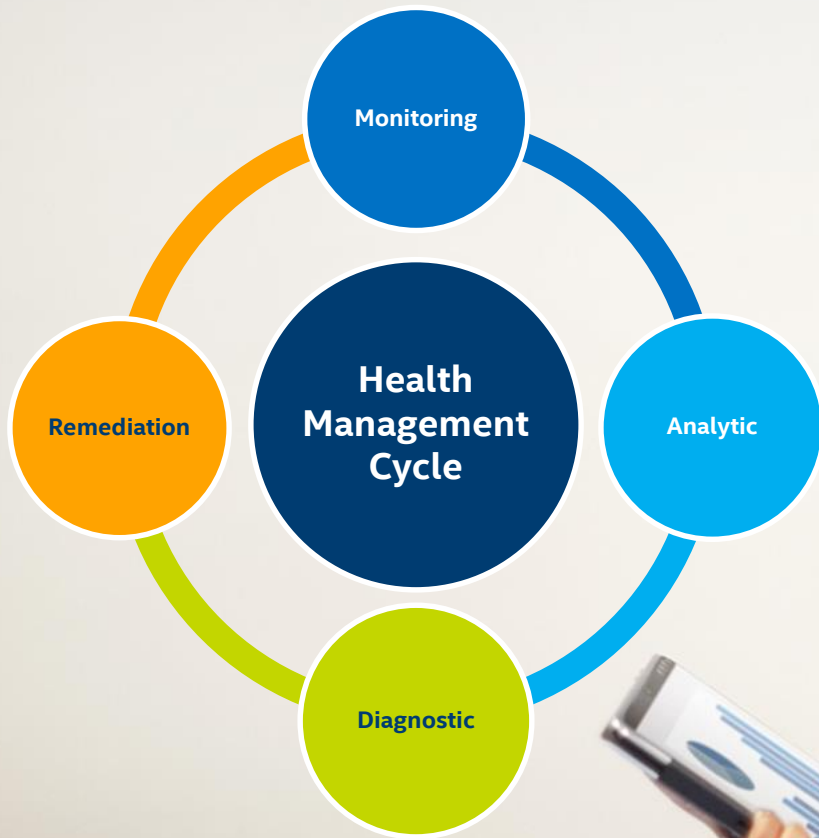 Monitoring
Health
Management
Cycle
Remediation
Analytic
Diagnostic